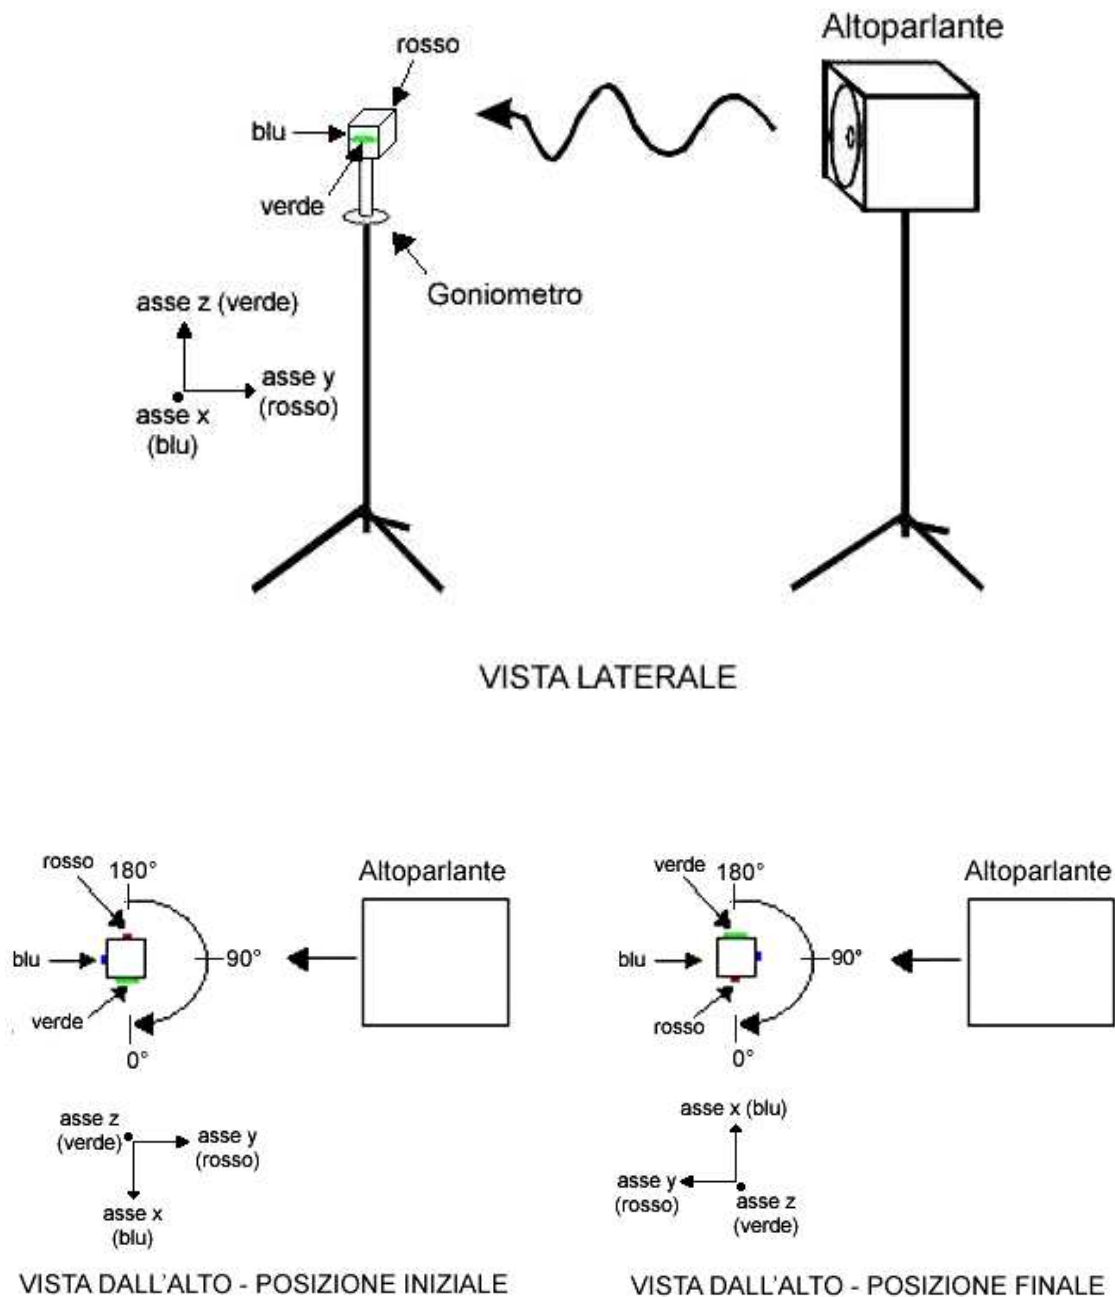 Altoparlante
rosso
blu
verde
Goniometro
asse z (verde)
asse y
(rosso)
asse x
(blu)
VISTA LATERALE
rosso
180°
Altoparlante
blu
90°
verde
0°
asse z
(verde)
asse y
(rosso)
asse x
(blu)
VISTA DALL'ALTO - POSIZIONE INIZIALE
verde
180°
Altoparlante
blu
90°
rosso
0°
asse x (blu)
asse y
(rosso)
asse z
(verde)
VISTA DALL'ALTO - POSIZIONE FINALE